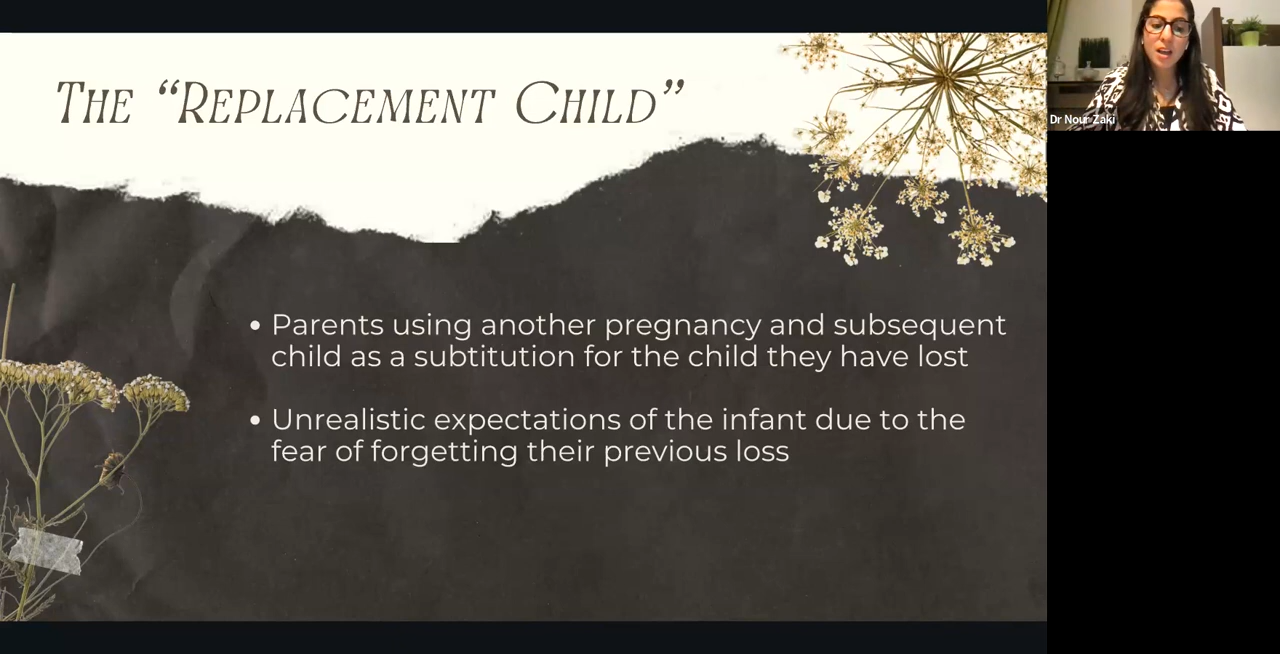 The “Replacement Child”
• Parents using another pregnancy and subsequent
child as a subtitution for the child they have lost
• Unrealistic expectations of the infant due to the
fear of forgetting their previous loss
Dr Nour Zaki